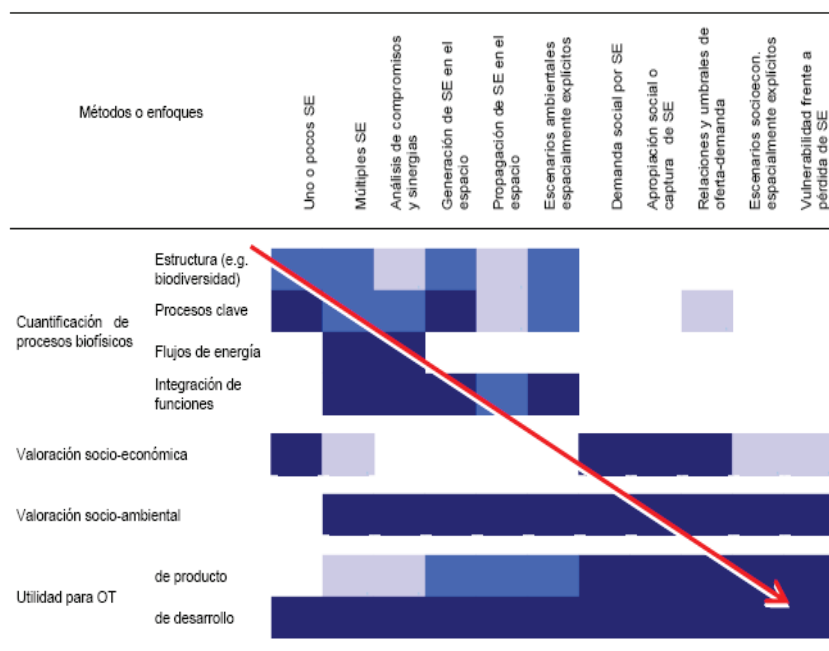 Métodos o enfoques
Uno o pocos SE
Múltiples SE
Análisis de compromisos
y sinergias
Generación de SE en el
espacio
Propagación de SE en el
espacio
Escenarios ambientales
espacialmente explícitos
Demanda social por SE
Apropiación social o
captura de SE
Relaciones y umbrales de
oferta-demanda
Escenarios socioecon.
espacialmente explícitos
Vulnerabilidad frente a
pérdida de SE
Cuantificación de
procesos biofísicos
Estructura (e.g.
biodiversidad)
Procesos clave
Flujos de energía
Integración de
funciones
Valoración socio-económica
Valoración socio-ambiental
Utilidad para OT
de producto
de desarrollo